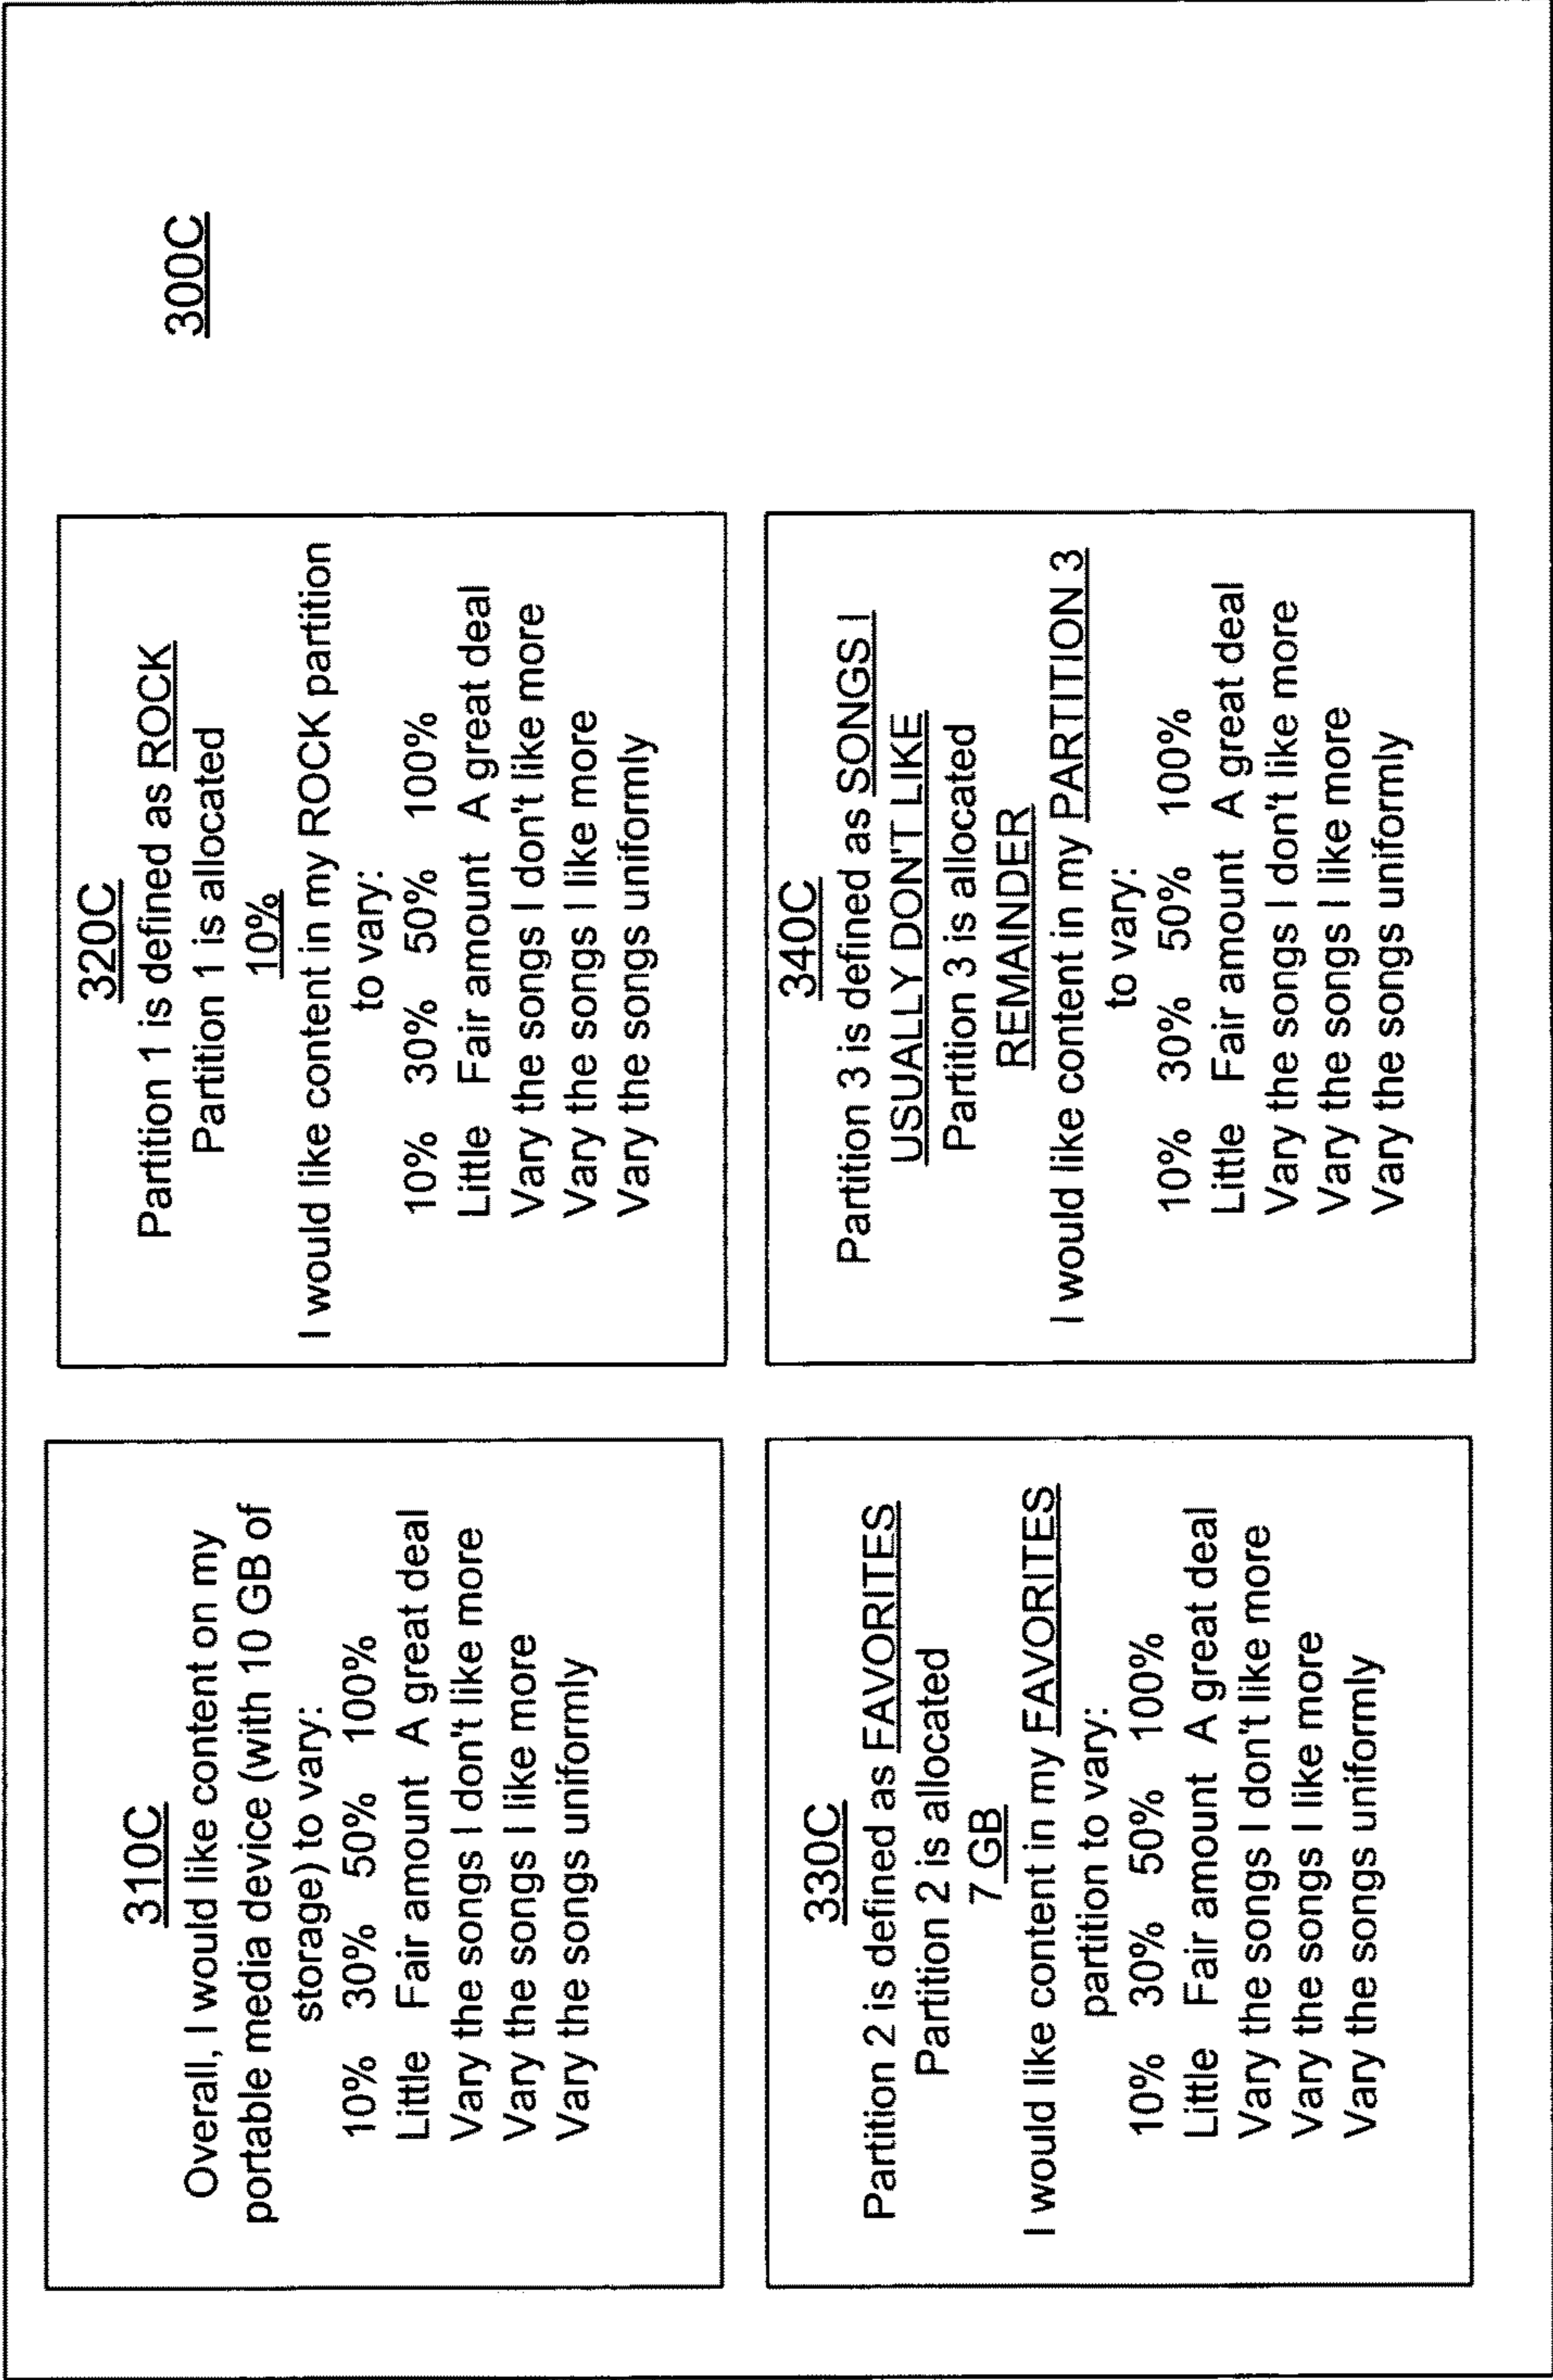 310C
Overall, I would like content on my
portable media device (with 10 GB of
storage) to vary:
10% 30% 50% 100%
Little Fair amount A great deal
Vary the songs I don't like more
Vary the songs I like more
Vary the songs uniformly
320C
Partition 1 is defined as ROCK
Partition 1 is allocated
10%
I would like content in my ROCK partition
to vary:
10% 30% 50% 100%
Little Fair amount A great deal
Vary the songs I don't like more
Vary the songs I like more
Vary the songs uniformly
300C
330C
Partition 2 is defined as FAVORITES
Partition 2 is allocated
7 GB
I would like content in my FAVORITES
partition to vary:
10% 30% 50% 100%
Little Fair amount A great deal
Vary the songs I don't like more
Vary the songs I like more
Vary the songs uniformly
340C
Partition 3 is defined as SONGS I
USUALLY DON'T LIKE
Partition 3 is allocated
REMAINDER
I would like content in my PARTITION 3
to vary:
10% 30% 50% 100%
Little Fair amount A great deal
Vary the songs I don't like more
Vary the songs I like more
Vary the songs uniformly